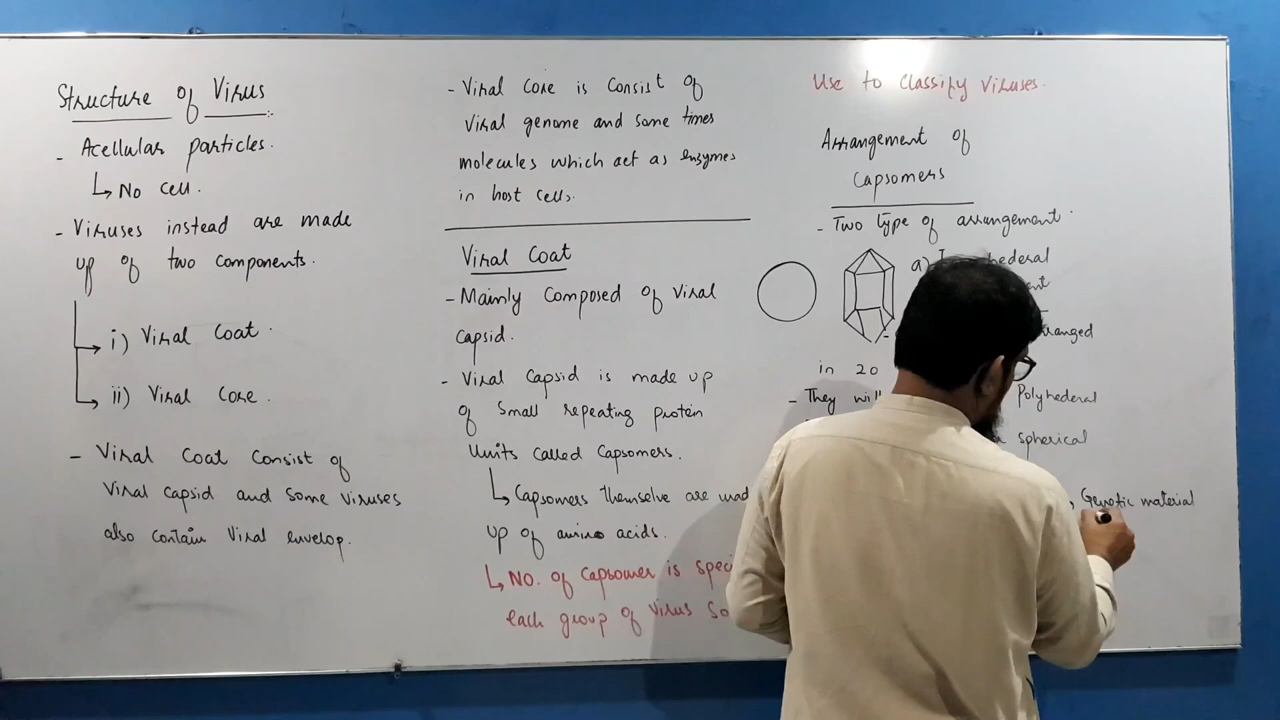 Structure of Virus
- Acellular particles.
↳ No cell.
- Viruses instead are made
up of two components.
i) Viral Coat.
ii) Viral Core.
- Viral Coat Consist of
Viral capsid and Some Viruses
also contain Viral envelop.
- Viral Core is Consist of
Viral genome and some times
molecules which act as enzymes
in host cells.
Viral Coat
- Mainly Composed of Viral
capsid.
- Viral Capsid is made up
of Small repeating protein
Units called Capsomers.
↳ Capsomers themselve are mad
up of amino acids.
↳ No. of Capsomer is speci
each group of Virus So
Use to Classify Viruses.
Arrangement of
Capsomers
- Two type of arrangement.
a) hederal
in 20
- They will Polyhedral
spherical
Genetic material